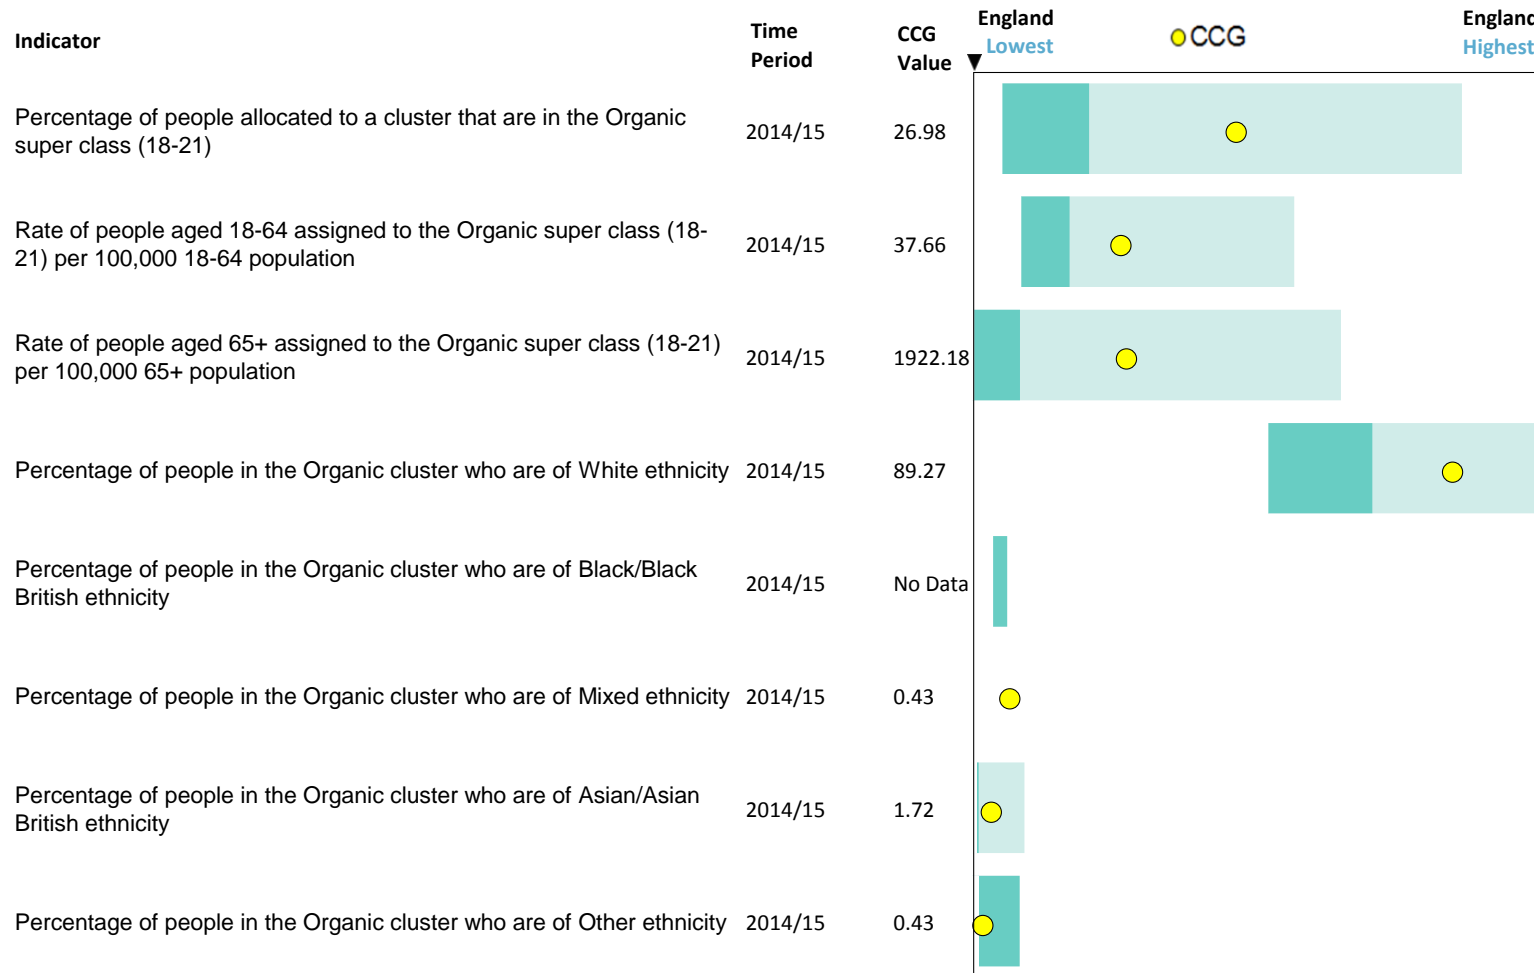 Indicator
Time
Period
CCG
Value
England
Lowest
CCG
England
Highest
Percentage of people allocated to a cluster that are in the Organic
super class (18-21)
2014/15
26.98
Rate of people aged 18-64 assigned to the Organic super class (18-
21) per 100,000 18-64 population
2014/15
37.66
Rate of people aged 65+ assigned to the Organic super class (18-21)
per 100,000 65+ population
2014/15
1922.18
Percentage of people in the Organic cluster who are of White ethnicity
2014/15
89.27
Percentage of people in the Organic cluster who are of Black/Black
British ethnicity
2014/15
No Data
Percentage of people in the Organic cluster who are of Mixed ethnicity
2014/15
0.43
Percentage of people in the Organic cluster who are of Asian/Asian
British ethnicity
2014/15
1.72
Percentage of people in the Organic cluster who are of Other ethnicity
2014/15
0.43